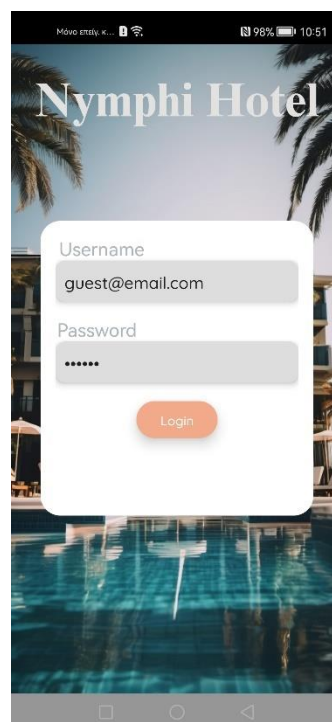 Μόνο επείγ. κ... 98% 10:51
Nymphi Hotel
Username
guest@email.com
Password
••••••
Login